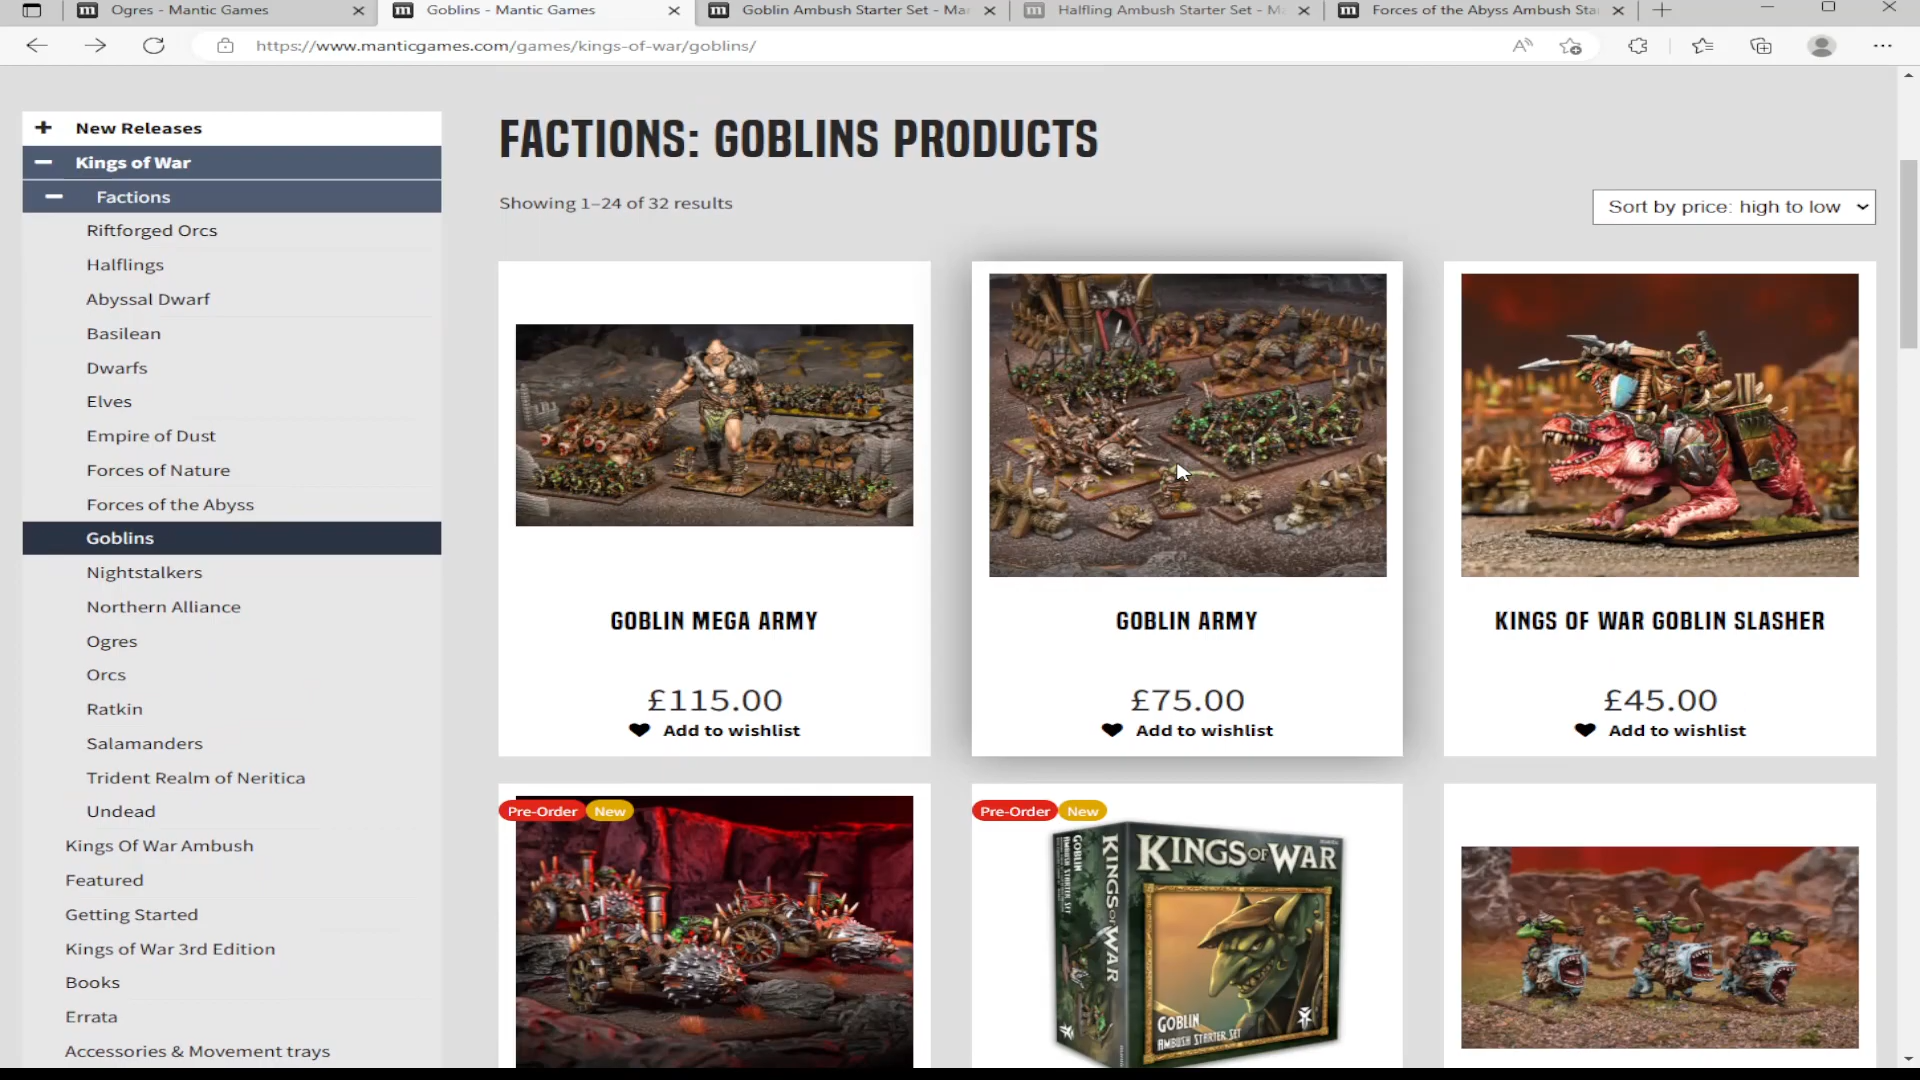 Ogres - Mantic Games
Goblins - Mantic Games
Goblin Ambush Starter Set - Ma
Halfling Ambush Starter Set - M
Forces of the Abyss Ambush Sta
https://www.manticgames.com/games/kings-of-war/goblins/
New Releases
Kings of War
Factions
Riftforged Orcs
Halflings
Abyssal Dwarf
Basilean
Dwarfs
Elves
Empire of Dust
Forces of Nature
Forces of the Abyss
Goblins
Nightstalkers
Northern Alliance
Ogres
Orcs
Ratkin
Salamanders
Trident Realm of Neritica
Undead
Kings Of War Ambush
Featured
Getting Started
Kings of War 3rd Edition
Books
Errata
Accessories & Movement trays
FACTIONS: GOBLINS PRODUCTS
Showing 1–24 of 32 results
Sort by price: high to low
GOBLIN MEGA ARMY
£115.00
Add to wishlist
GOBLIN ARMY
£75.00
Add to wishlist
KINGS OF WAR GOBLIN SLASHER
£45.00
Add to wishlist
Pre-Order New
Pre-Order New
KINGS OF WAR
GOBLIN
AMBUSH STARTER SET
KINGS OF WAR
GOBLIN
AMBUSH STARTER SET